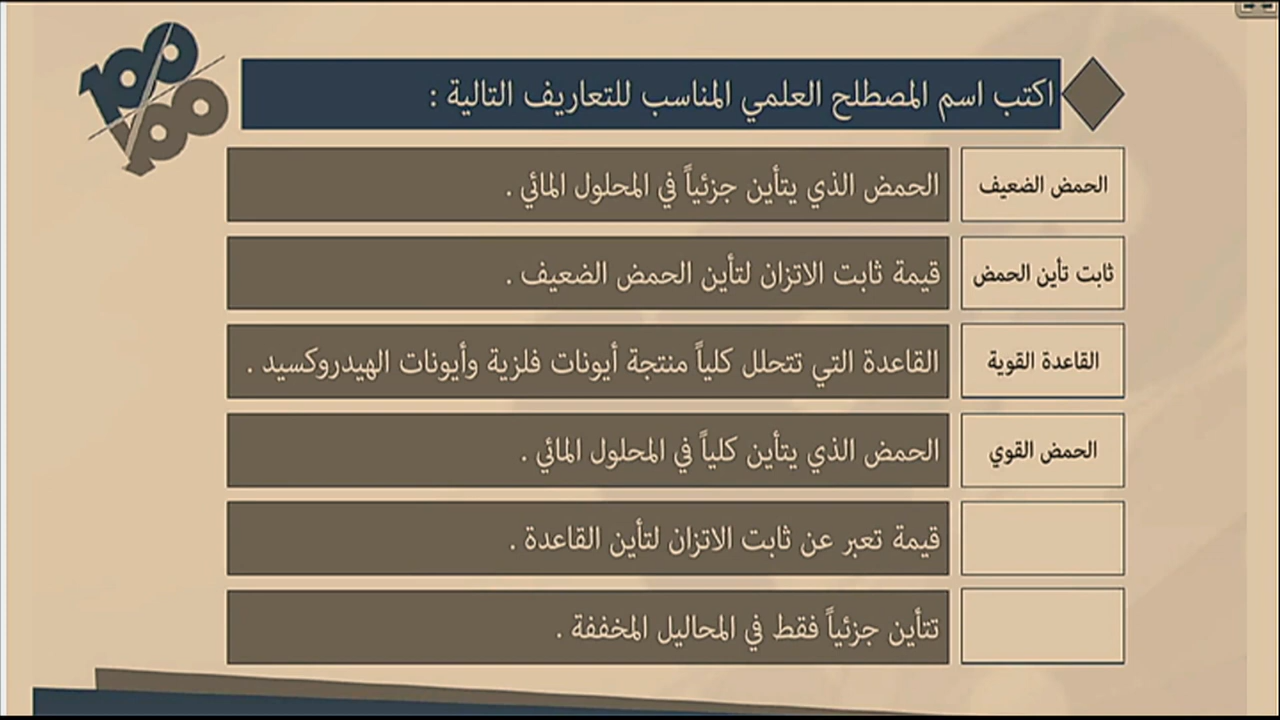 100
100
اكتب اسم المصطلح العلمي المناسب للتعاريف التالية :
الحمض الضعيف
الحمض الذي يتأين جزئياً في المحلول المائي .
ثابت تأين الحمض
قيمة ثابت الاتزان لتأين الحمض الضعيف .
القاعدة القوية
القاعدة التي تتحلل كلياً منتجة أيونات فلزية وأيونات الهيدروكسيد .
الحمض القوي
الحمض الذي يتأين كلياً في المحلول المائي .
قيمة تعبر عن ثابت الاتزان لتأين القاعدة .
تتأين جزئياً فقط في المحاليل المخففة .